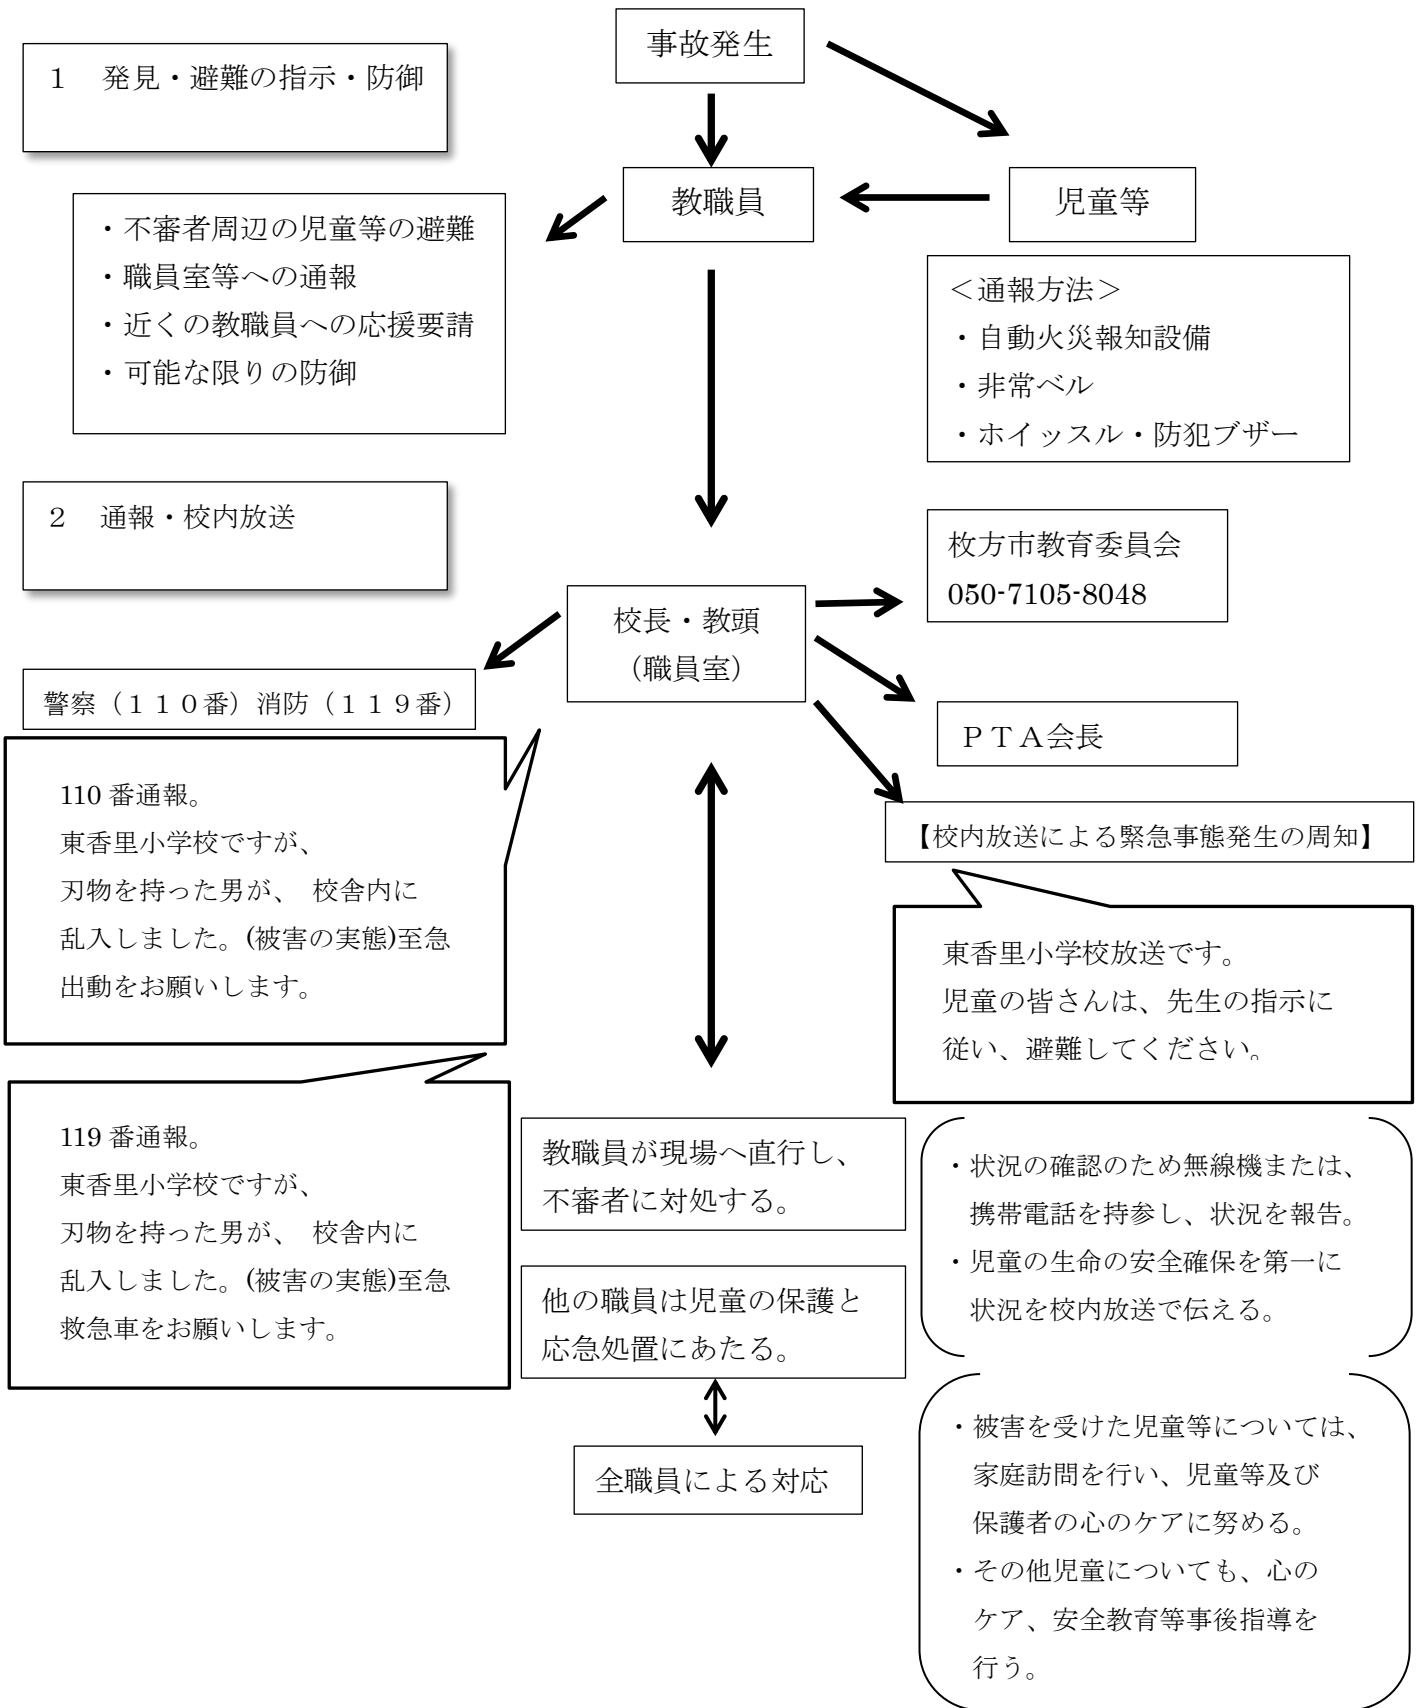 事故発生
１　発見・避難の指示・防御
教職員
児童等
・不審者周辺の児童等の避難
・職員室等への通報
・近くの教職員への応援要請
・可能な限りの防御
＜通報方法＞
・自動火災報知設備
・非常ベル
・ホイッスル・防犯ブザー
２　通報・校内放送
枚方市教育委員会
050-7105-8048
校長・教頭
（職員室）
警察（１１０番）消防（１１９番）
ＰＴＡ会長
110 番通報。
東香里小学校ですが、
刃物を持った男が、 校舎内に
乱入しました。(被害の実態)至急
出動をお願いします。
【校内放送による緊急事態発生の周知】
東香里小学校放送です。
児童の皆さんは、先生の指示に
従い、避難してください。
119 番通報。
東香里小学校ですが、
刃物を持った男が、 校舎内に
乱入しました。(被害の実態)至急
救急車をお願いします。
教職員が現場へ直行し、
不審者に対処する。
・状況の確認のため無線機または、
携帯電話を持参し、状況を報告。
・児童の生命の安全確保を第一に
状況を校内放送で伝える。
他の職員は児童の保護と
応急処置にあたる。
全職員による対応
・被害を受けた児童等については、
家庭訪問を行い、児童等及び
保護者の心のケアに努める。
・その他児童についても、心の
ケア、安全教育等事後指導を
行う。